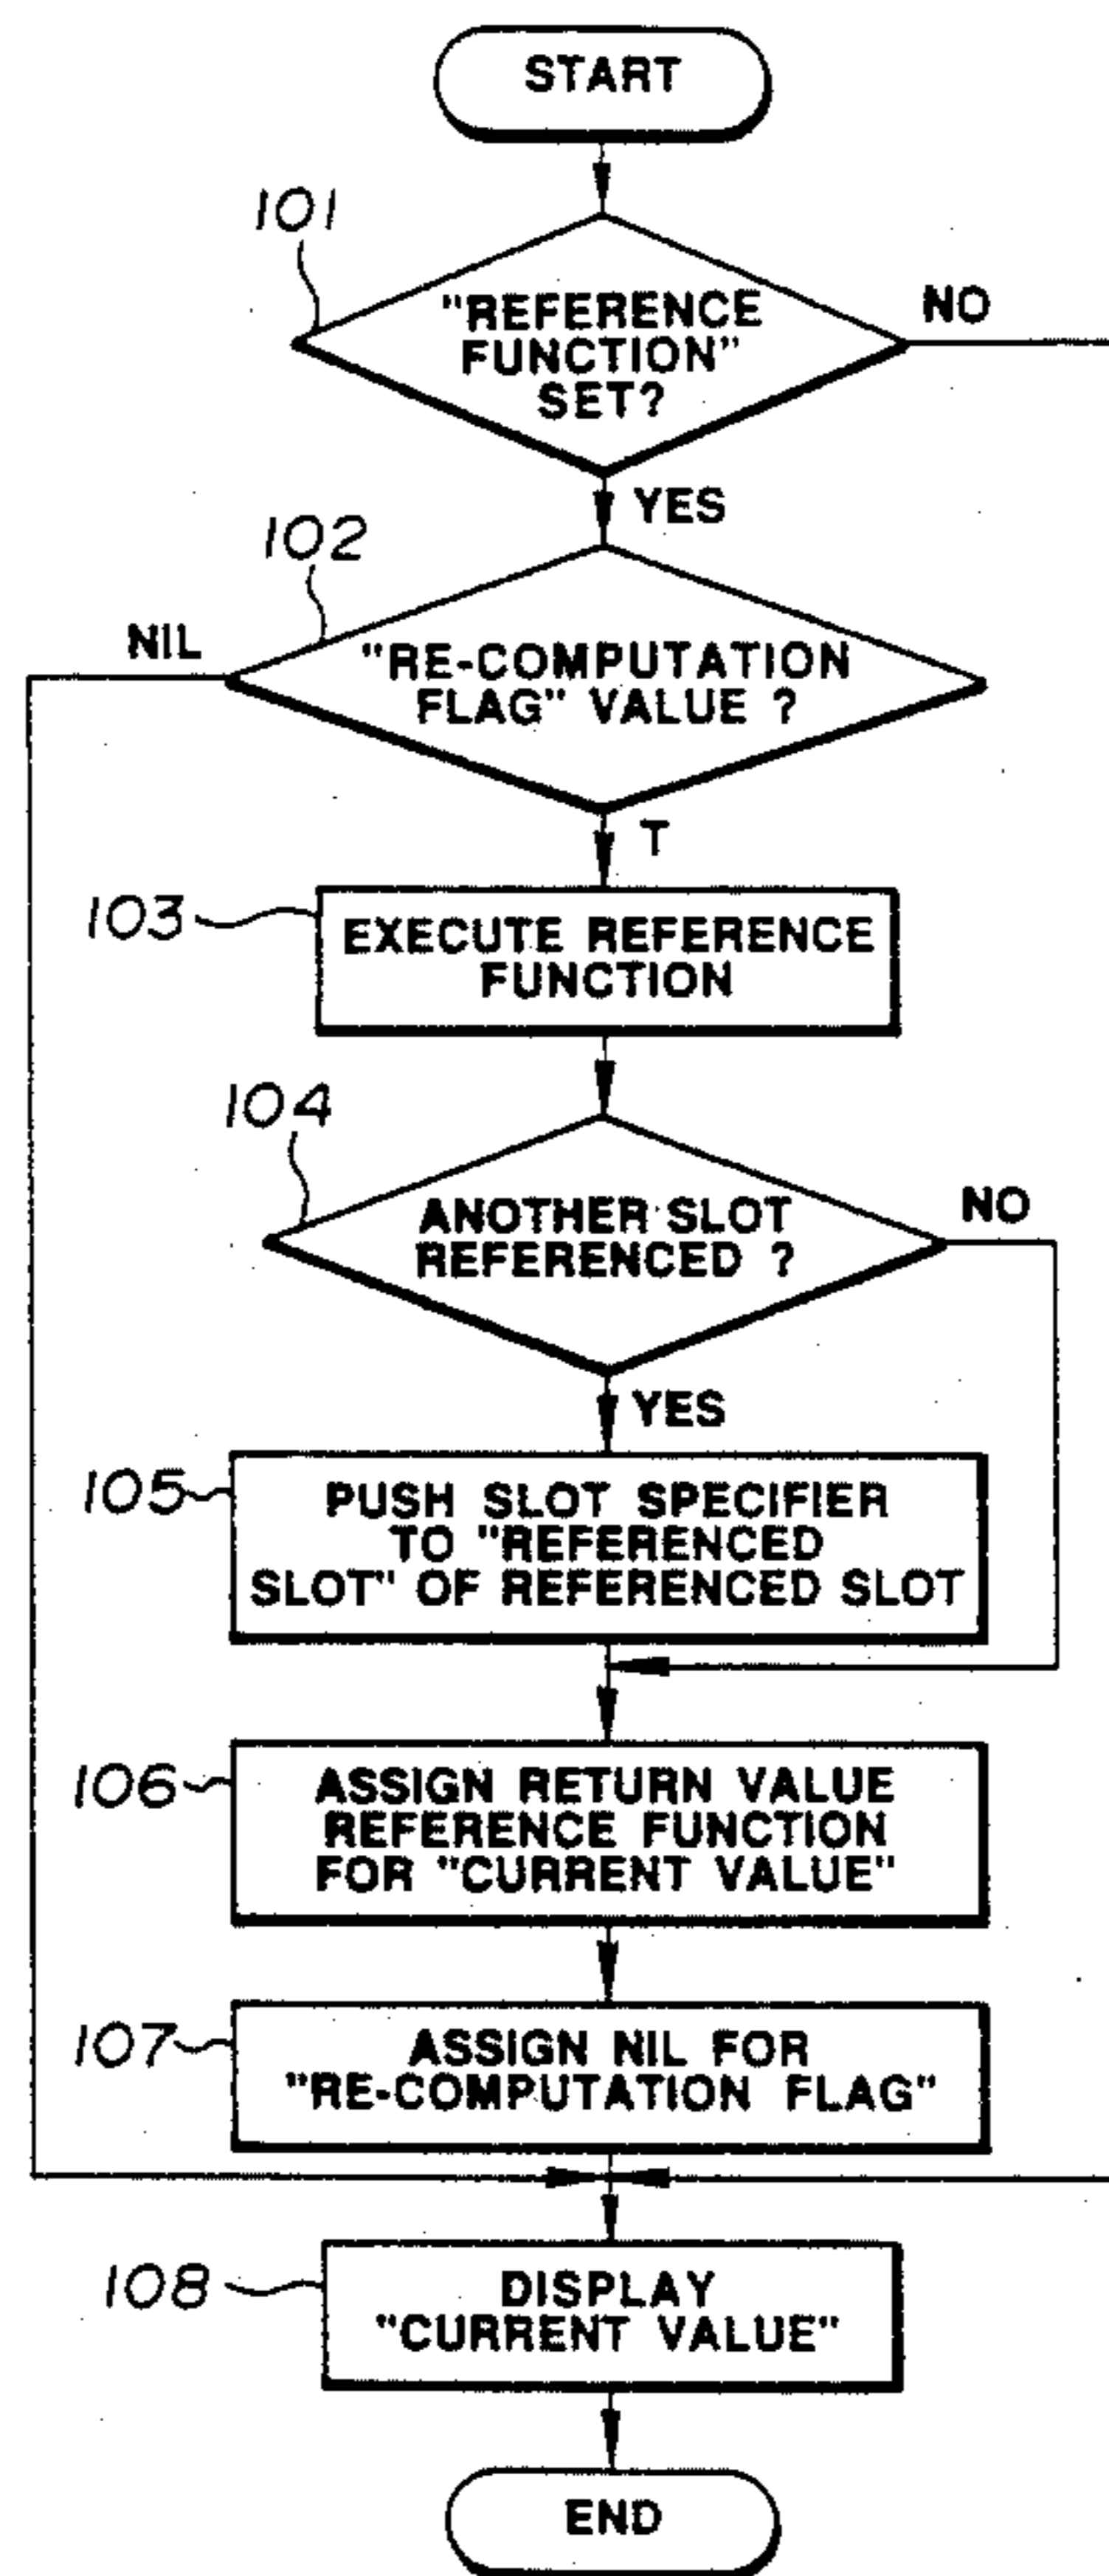 START
101
"REFERENCE
FUNCTION"
SET?
NO
YES
102
NIL
"RE-COMPUTATION
FLAG" VALUE ?
T
103
EXECUTE REFERENCE
FUNCTION
104
ANOTHER SLOT
REFERENCED ?
NO
YES
105
PUSH SLOT SPECIFIER
TO "REFERENCED
SLOT" OF REFERENCED SLOT
106
ASSIGN RETURN VALUE
REFERENCE FUNCTION
FOR "CURRENT VALUE"
107
ASSIGN NIL FOR
"RE-COMPUTATION FLAG"
108
DISPLAY
"CURRENT VALUE"
END